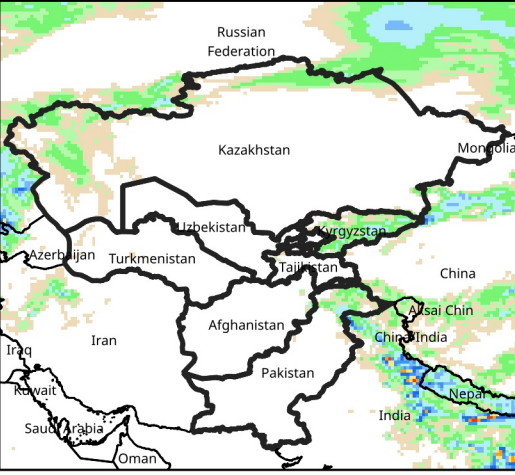 Russian
Federation
Kazakhstan
Mongolia
Uzbekistan
Kyrgyzstan
Azerbaijan
Turkmenistan
Tajikistan
China
Aksai Chin
Afghanistan
China/India
Iran
Iraq
Pakistan
Kuwait
Nepal
India
Saudi Arabia
Oman